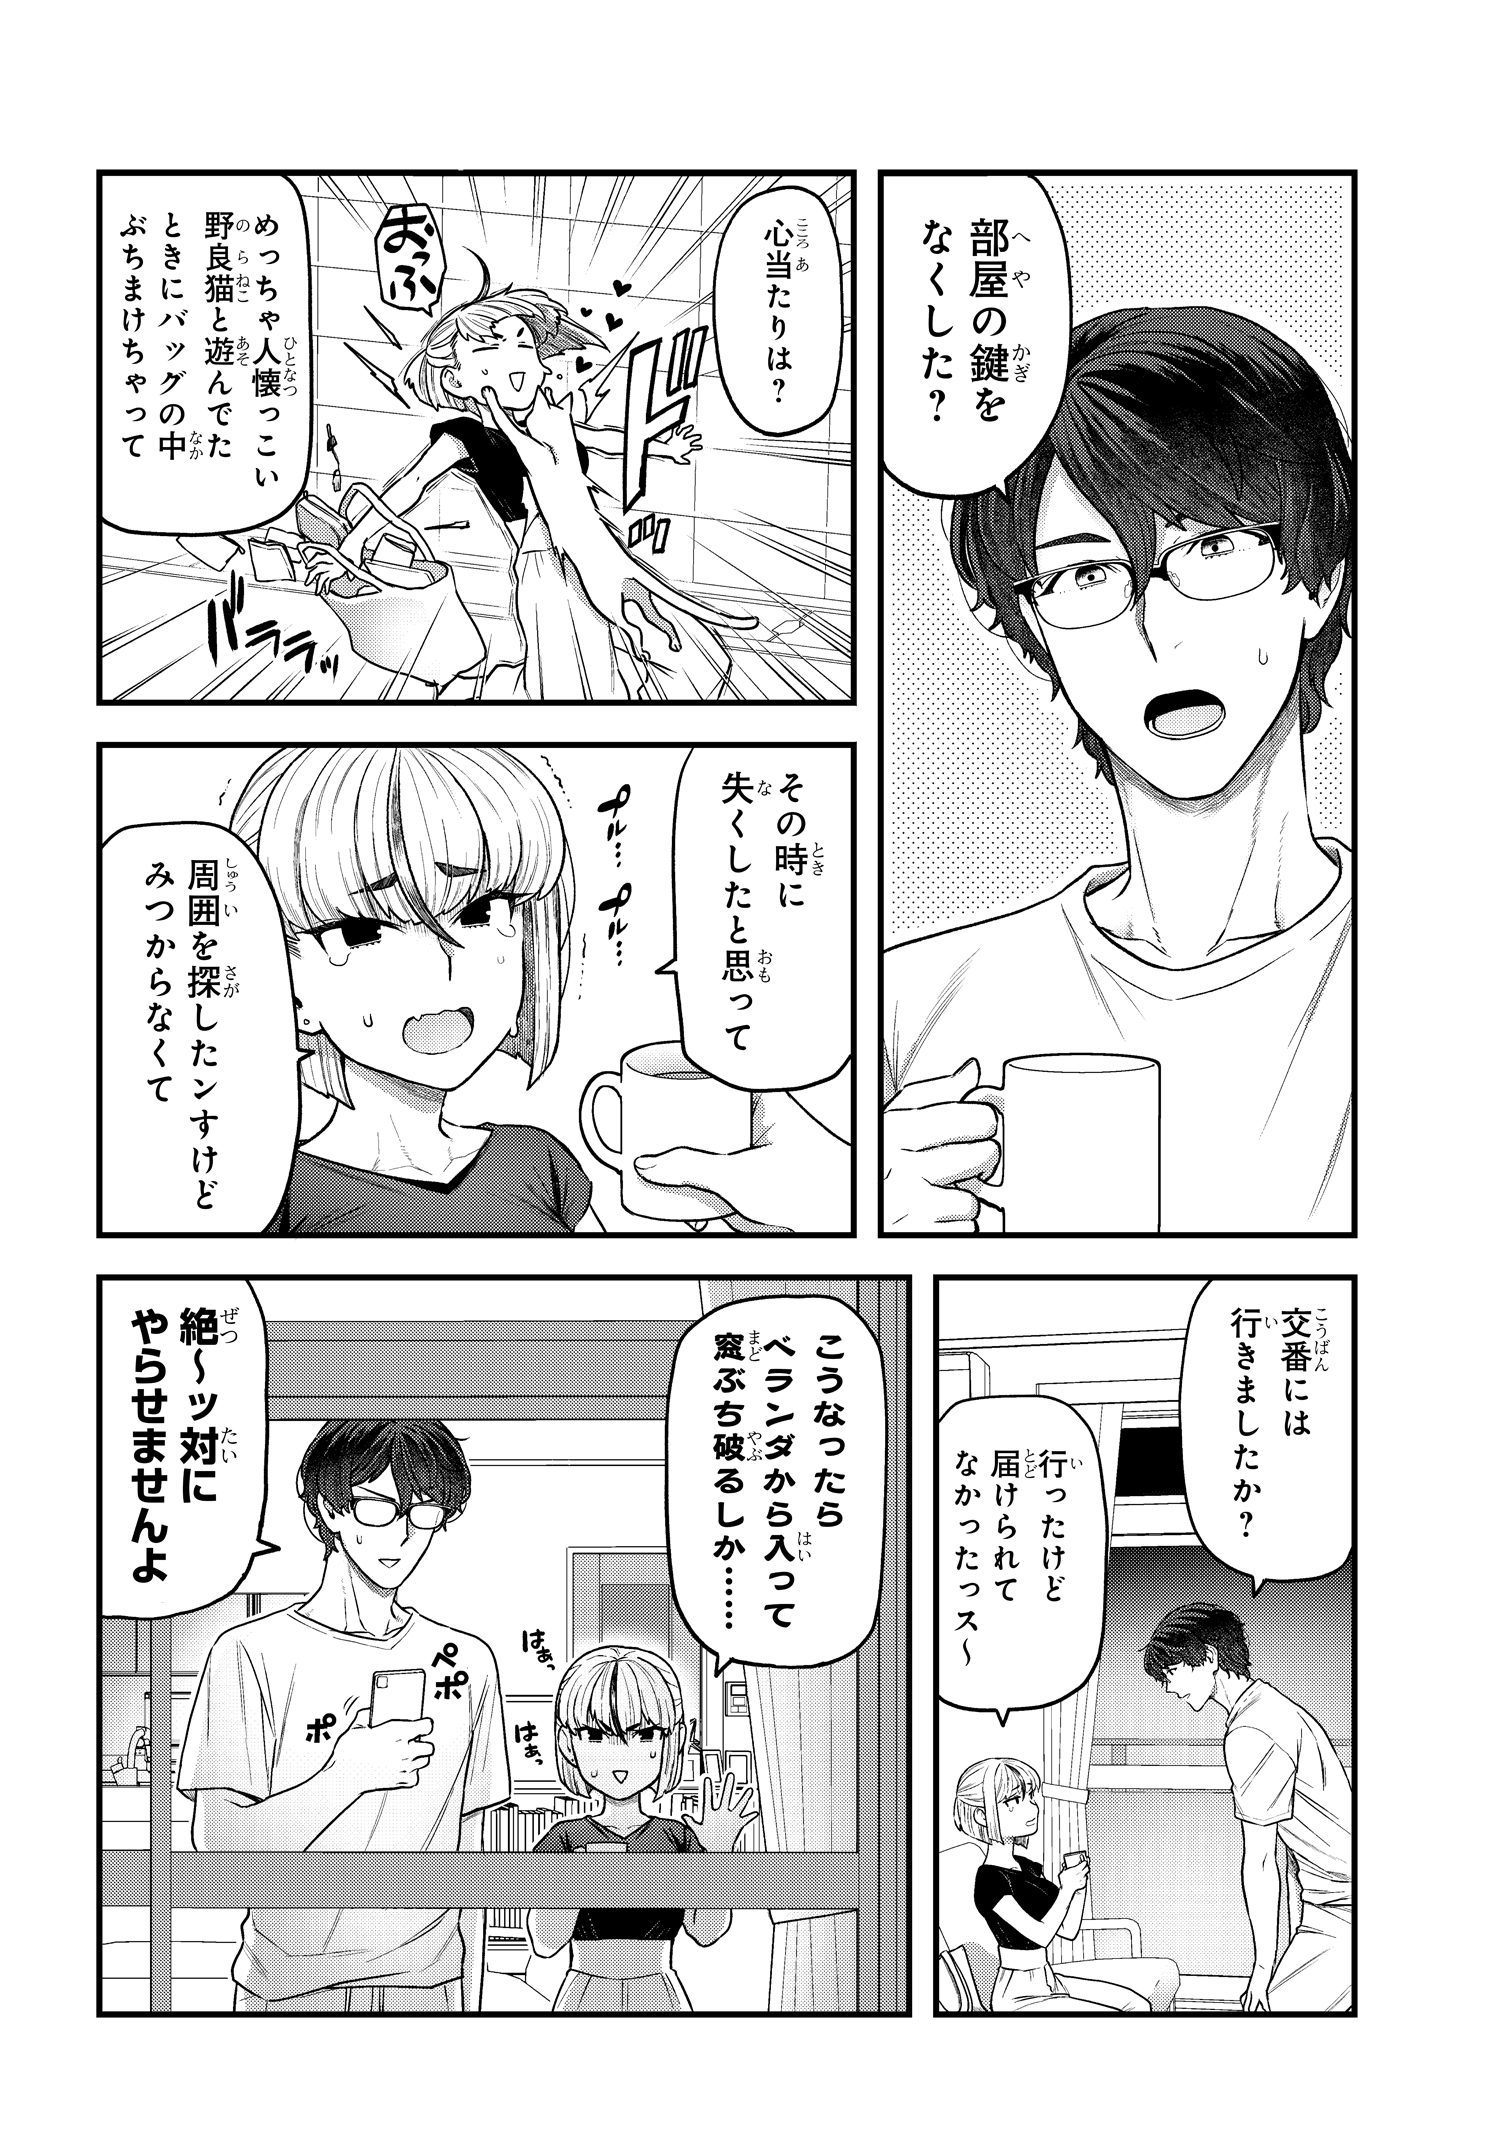 部屋の鍵を
なくした？
心当たりは？
おっふ
ドドッ
めっちゃ人懐っこい
野良猫と遊んでた
ときにバッグの中
ぶちまけちゃって
バラララッ
その時に
失くしたと思って
プル…
プル…
周囲を探したンすけど
みつからなくて
交番には
行きましたか？
行ったけど
届けられて
なかったっス〜
こうなったら
ベランダから入って
窓ぶち破るしか……
はぁっ
はぁっ
ペポ
ポ
絶〜ッ対に
やらせませんよ